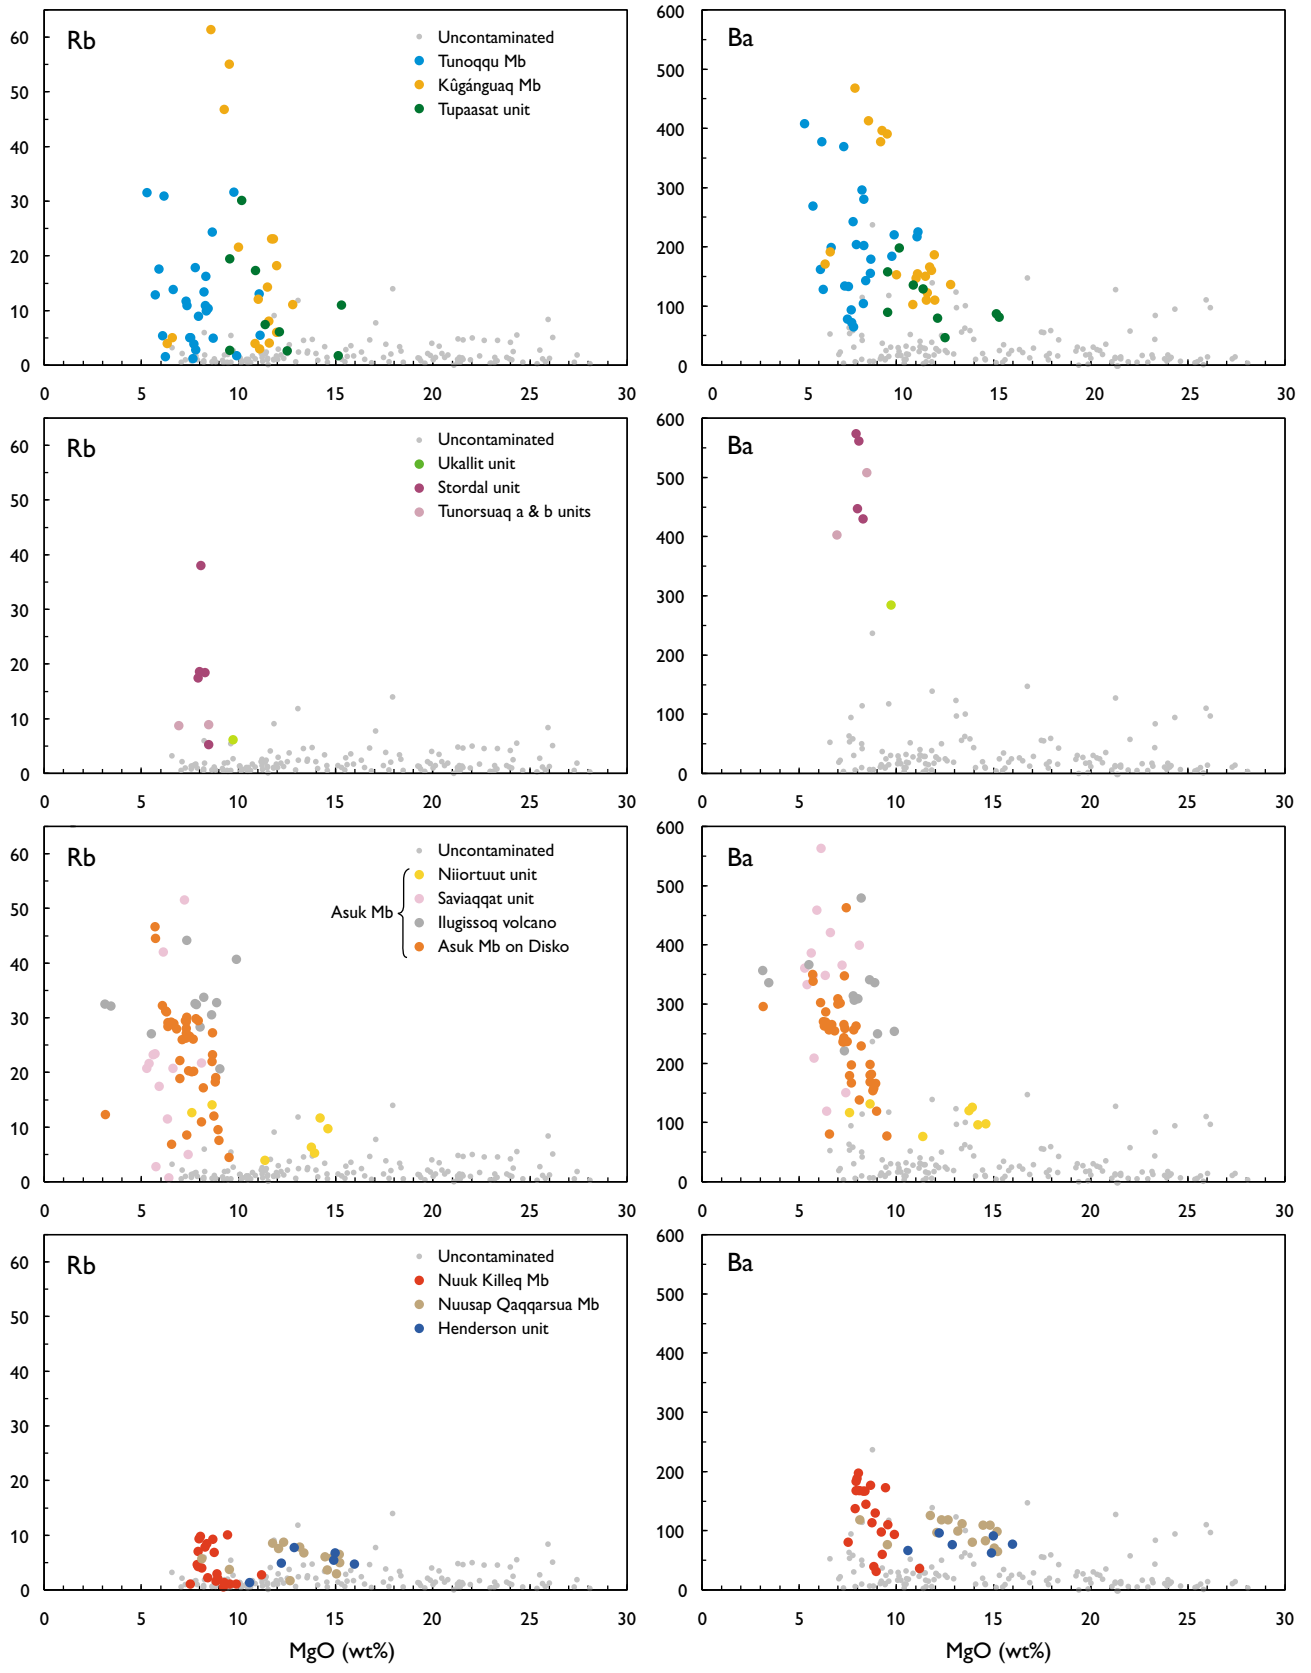 Rb
60
50
40
30
20
10
0
0 5 10 15 20 25 30
Uncontaminated
Tunoqqu Mb
Kûgánguaq Mb
Tupaasat unit
Ba
600
500
400
300
200
100
0
0 5 10 15 20 25 30
Rb
60
50
40
30
20
10
0
0 5 10 15 20 25 30
Uncontaminated
Ukallit unit
Stordal unit
Tunorsuaq a & b units
Ba
600
500
400
300
200
100
0
0 5 10 15 20 25 30
Rb
60
50
40
30
20
10
0
0 5 10 15 20 25 30
Uncontaminated
Asuk Mb
Niiortuut unit
Saviaqqat unit
Ilugissoq volcano
Asuk Mb on Disko
Ba
600
500
400
300
200
100
0
0 5 10 15 20 25 30
Rb
60
50
40
30
20
10
0
0 5 10 15 20 25 30
MgO (wt%)
Uncontaminated
Nuuk Killeq Mb
Nuusap Qaqqarsua Mb
Henderson unit
Ba
600
500
400
300
200
100
0
0 5 10 15 20 25 30
MgO (wt%)